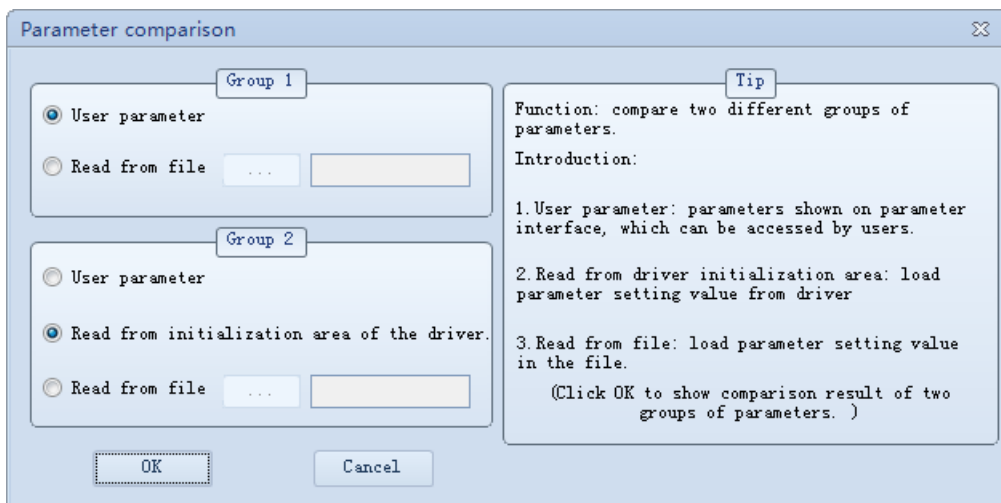 Parameter comparison
Group 1
User parameter
Read from file ...
Group 2
User parameter
Read from initialization area of the driver.
Read from file ...
OK
Cancel
Tip
Function: compare two different groups of
parameters.
Introduction:
1.User parameter: parameters shown on parameter
interface, which can be accessed by users.
2.Read from driver initialization area: load
parameter setting value from driver
3.Read from file: load parameter setting value
in the file.
(Click OK to show comparison result of two
groups of parameters. )